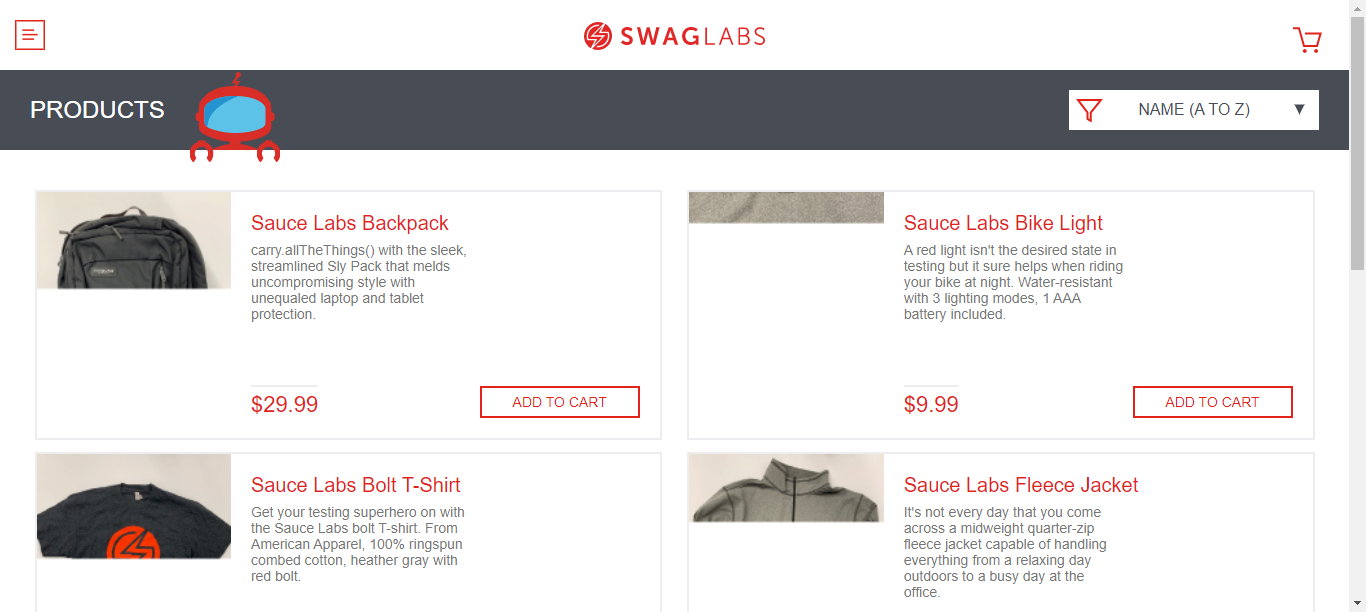 SWAGLABS
PRODUCTS
NAME (A TO Z)
Sauce Labs Backpack
carry.allTheThings() with the sleek,
streamlined Sly Pack that melds
uncompromising style with
unequaled laptop and tablet
protection.
$29.99
ADD TO CART
Sauce Labs Bike Light
A red light isn't the desired state in
testing but it sure helps when riding
your bike at night. Water-resistant
with 3 lighting modes, 1 AAA
battery included.
$9.99
ADD TO CART
Sauce Labs Bolt T-Shirt
Get your testing superhero on with
the Sauce Labs bolt T-shirt. From
American Apparel, 100% ringspun
combed cotton, heather gray with
red bolt.
Sauce Labs Fleece Jacket
It's not every day that you come
across a midweight quarter-zip
fleece jacket capable of handling
everything from a relaxing day
outdoors to a busy day at the
office.